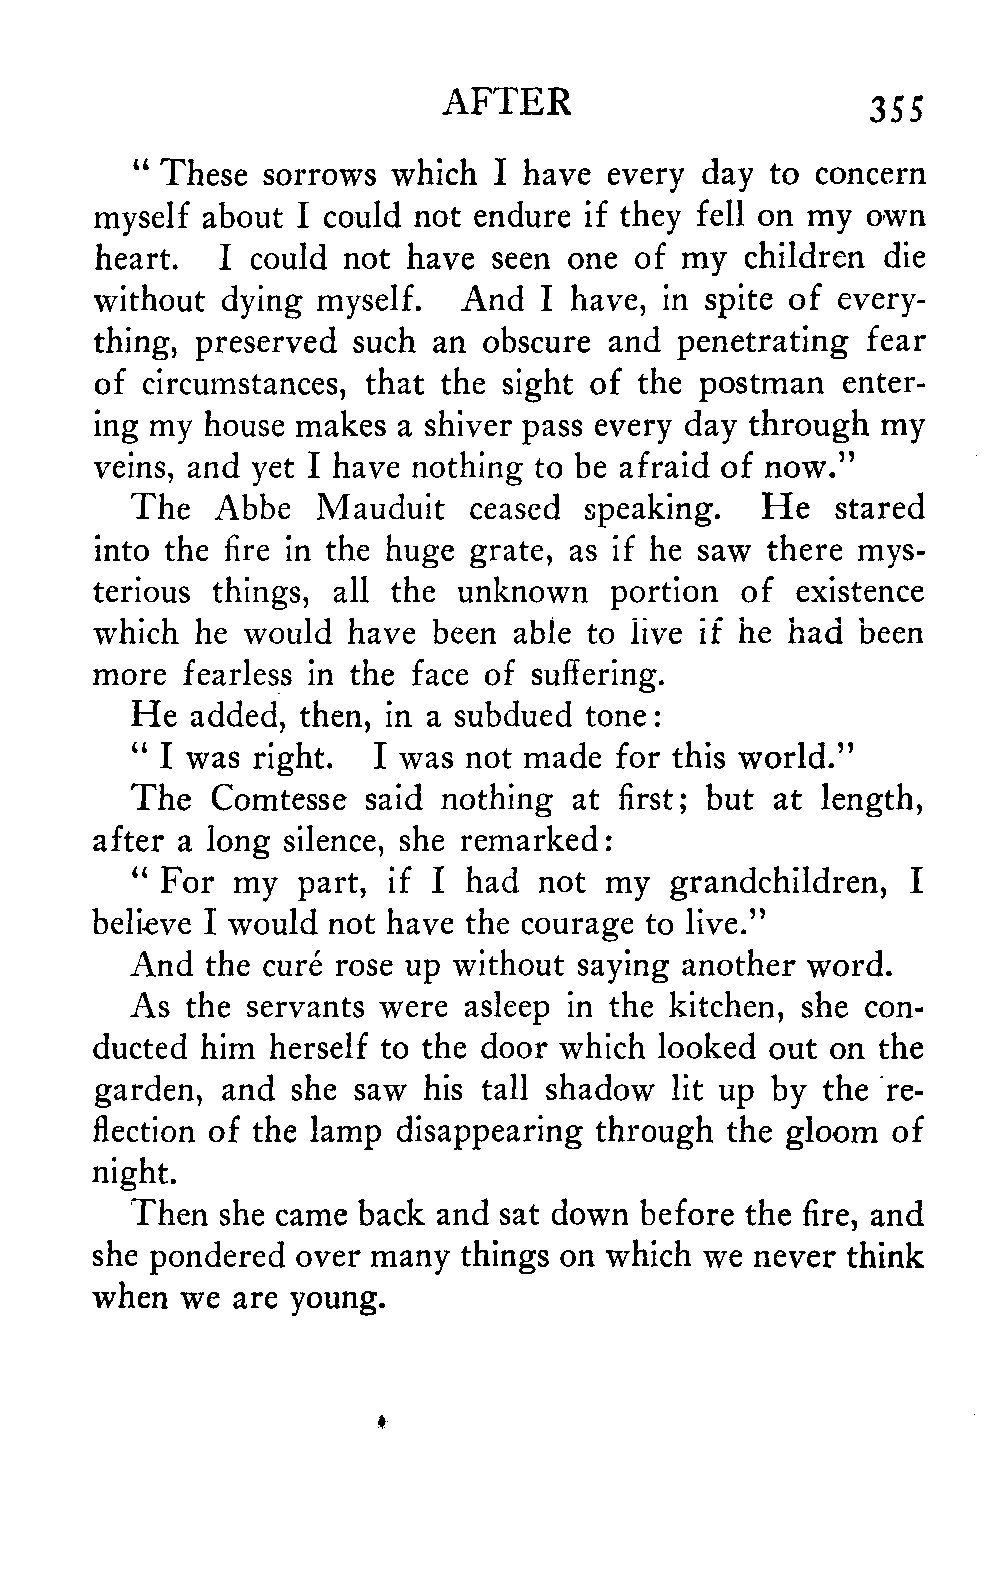 AFTER 355
" These sorrows which I have every day to concern
myself about I could not endure if they fell on my own
heart. I could not have seen one of my children die
without dying myself. And I have, in spite of every-
thing, preserved such an obscure and penetrating fear
of circumstances, that the sight of the postman enter-
ing my house makes a shiver pass every day through my
veins, and yet I have nothing to be afraid of now."
The Abbe Mauduit ceased speaking. He stared
into the fire in the huge grate, as if he saw there mys-
terious things, all the unknown portion of existence
which he would have been able to live if he had been
more fearless in the face of suffering.
He added, then, in a subdued tone:
" I was right. I was not made for this world."
The Comtesse said nothing at first; but at length,
after a long silence, she remarked:
" For my part, if I had not my grandchildren, I
believe I would not have the courage to live."
And the curé rose up without saying another word.
As the servants were asleep in the kitchen, she con-
ducted him herself to the door which looked out on the
garden, and she saw his tall shadow lit up by the re-
flection of the lamp disappearing through the gloom of
night.
Then she came back and sat down before the fire, and
she pondered over many things on which we never think
when we are young.